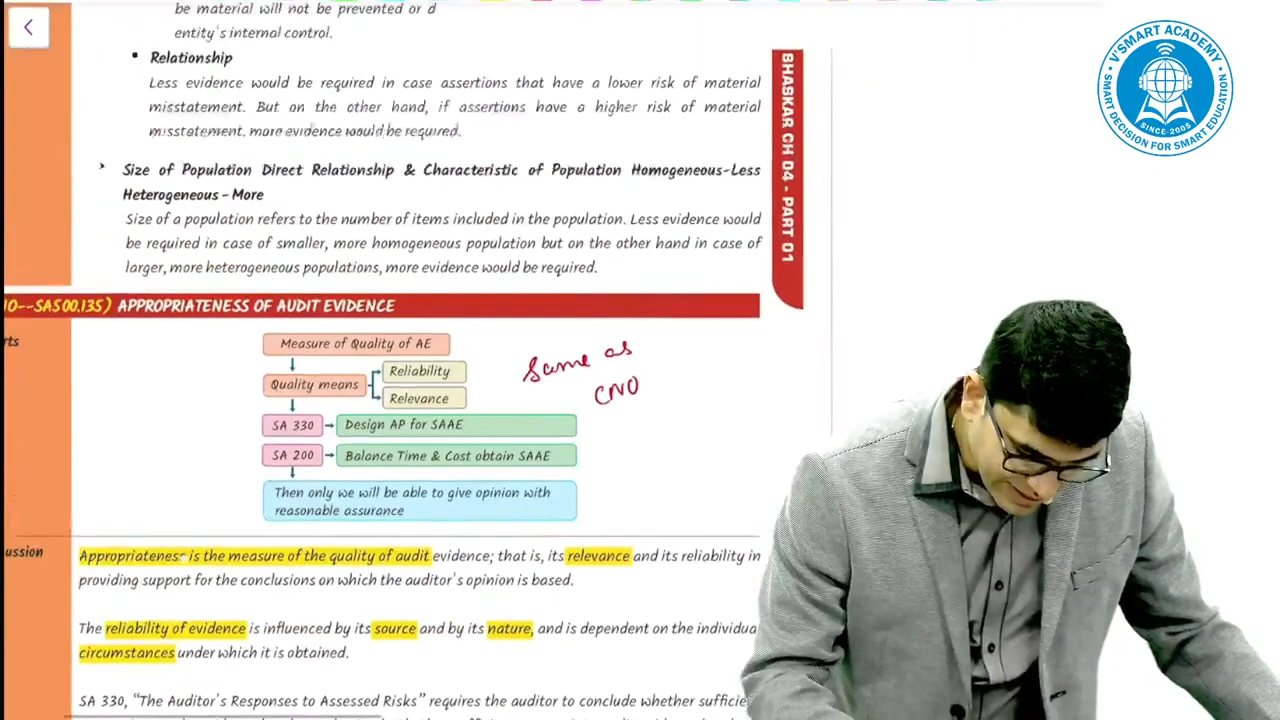 be material will not be prevented or d
entity's internal control.
Relationship
Less evidence would be required in case assertions that have a lower risk of material
misstatement. But on the other hand, if assertions have a higher risk of material
misstatement. more evidence would be required.
Size of Population Direct Relationship & Characteristic of Population Homogeneous-Less
Heterogeneous - More
Size of a population refers to the number of items included in the population. Less evidence would
be required in case of smaller, more homogeneous population but on the other hand in case of
larger, more heterogeneous populations, more evidence would be required.
BHASKAR CH 04 - PART 01
V'SMART ACADEMY
SINCE-2005
SMART DECISION FOR SMART EDUCATION
10--SA500.135) APPROPRIATENESS OF AUDIT EVIDENCE
rts
Measure of Quality of AE
Quality means
Reliability
Relevance
SA 330
Design AP for SAAE
SA 200
Balance Time & Cost obtain SAAE
Then only we will be able to give opinion with
reasonable assurance
Same as
CNO
ussion
Appropriateness is the measure of the quality of audit evidence; that is, its relevance and its reliability in
providing support for the conclusions on which the auditor's opinion is based.
The reliability of evidence is influenced by its source and by its nature, and is dependent on the individua
circumstances under which it is obtained.
SA 330, "The Auditor's Responses to Assessed Risks" requires the auditor to conclude whether sufficie